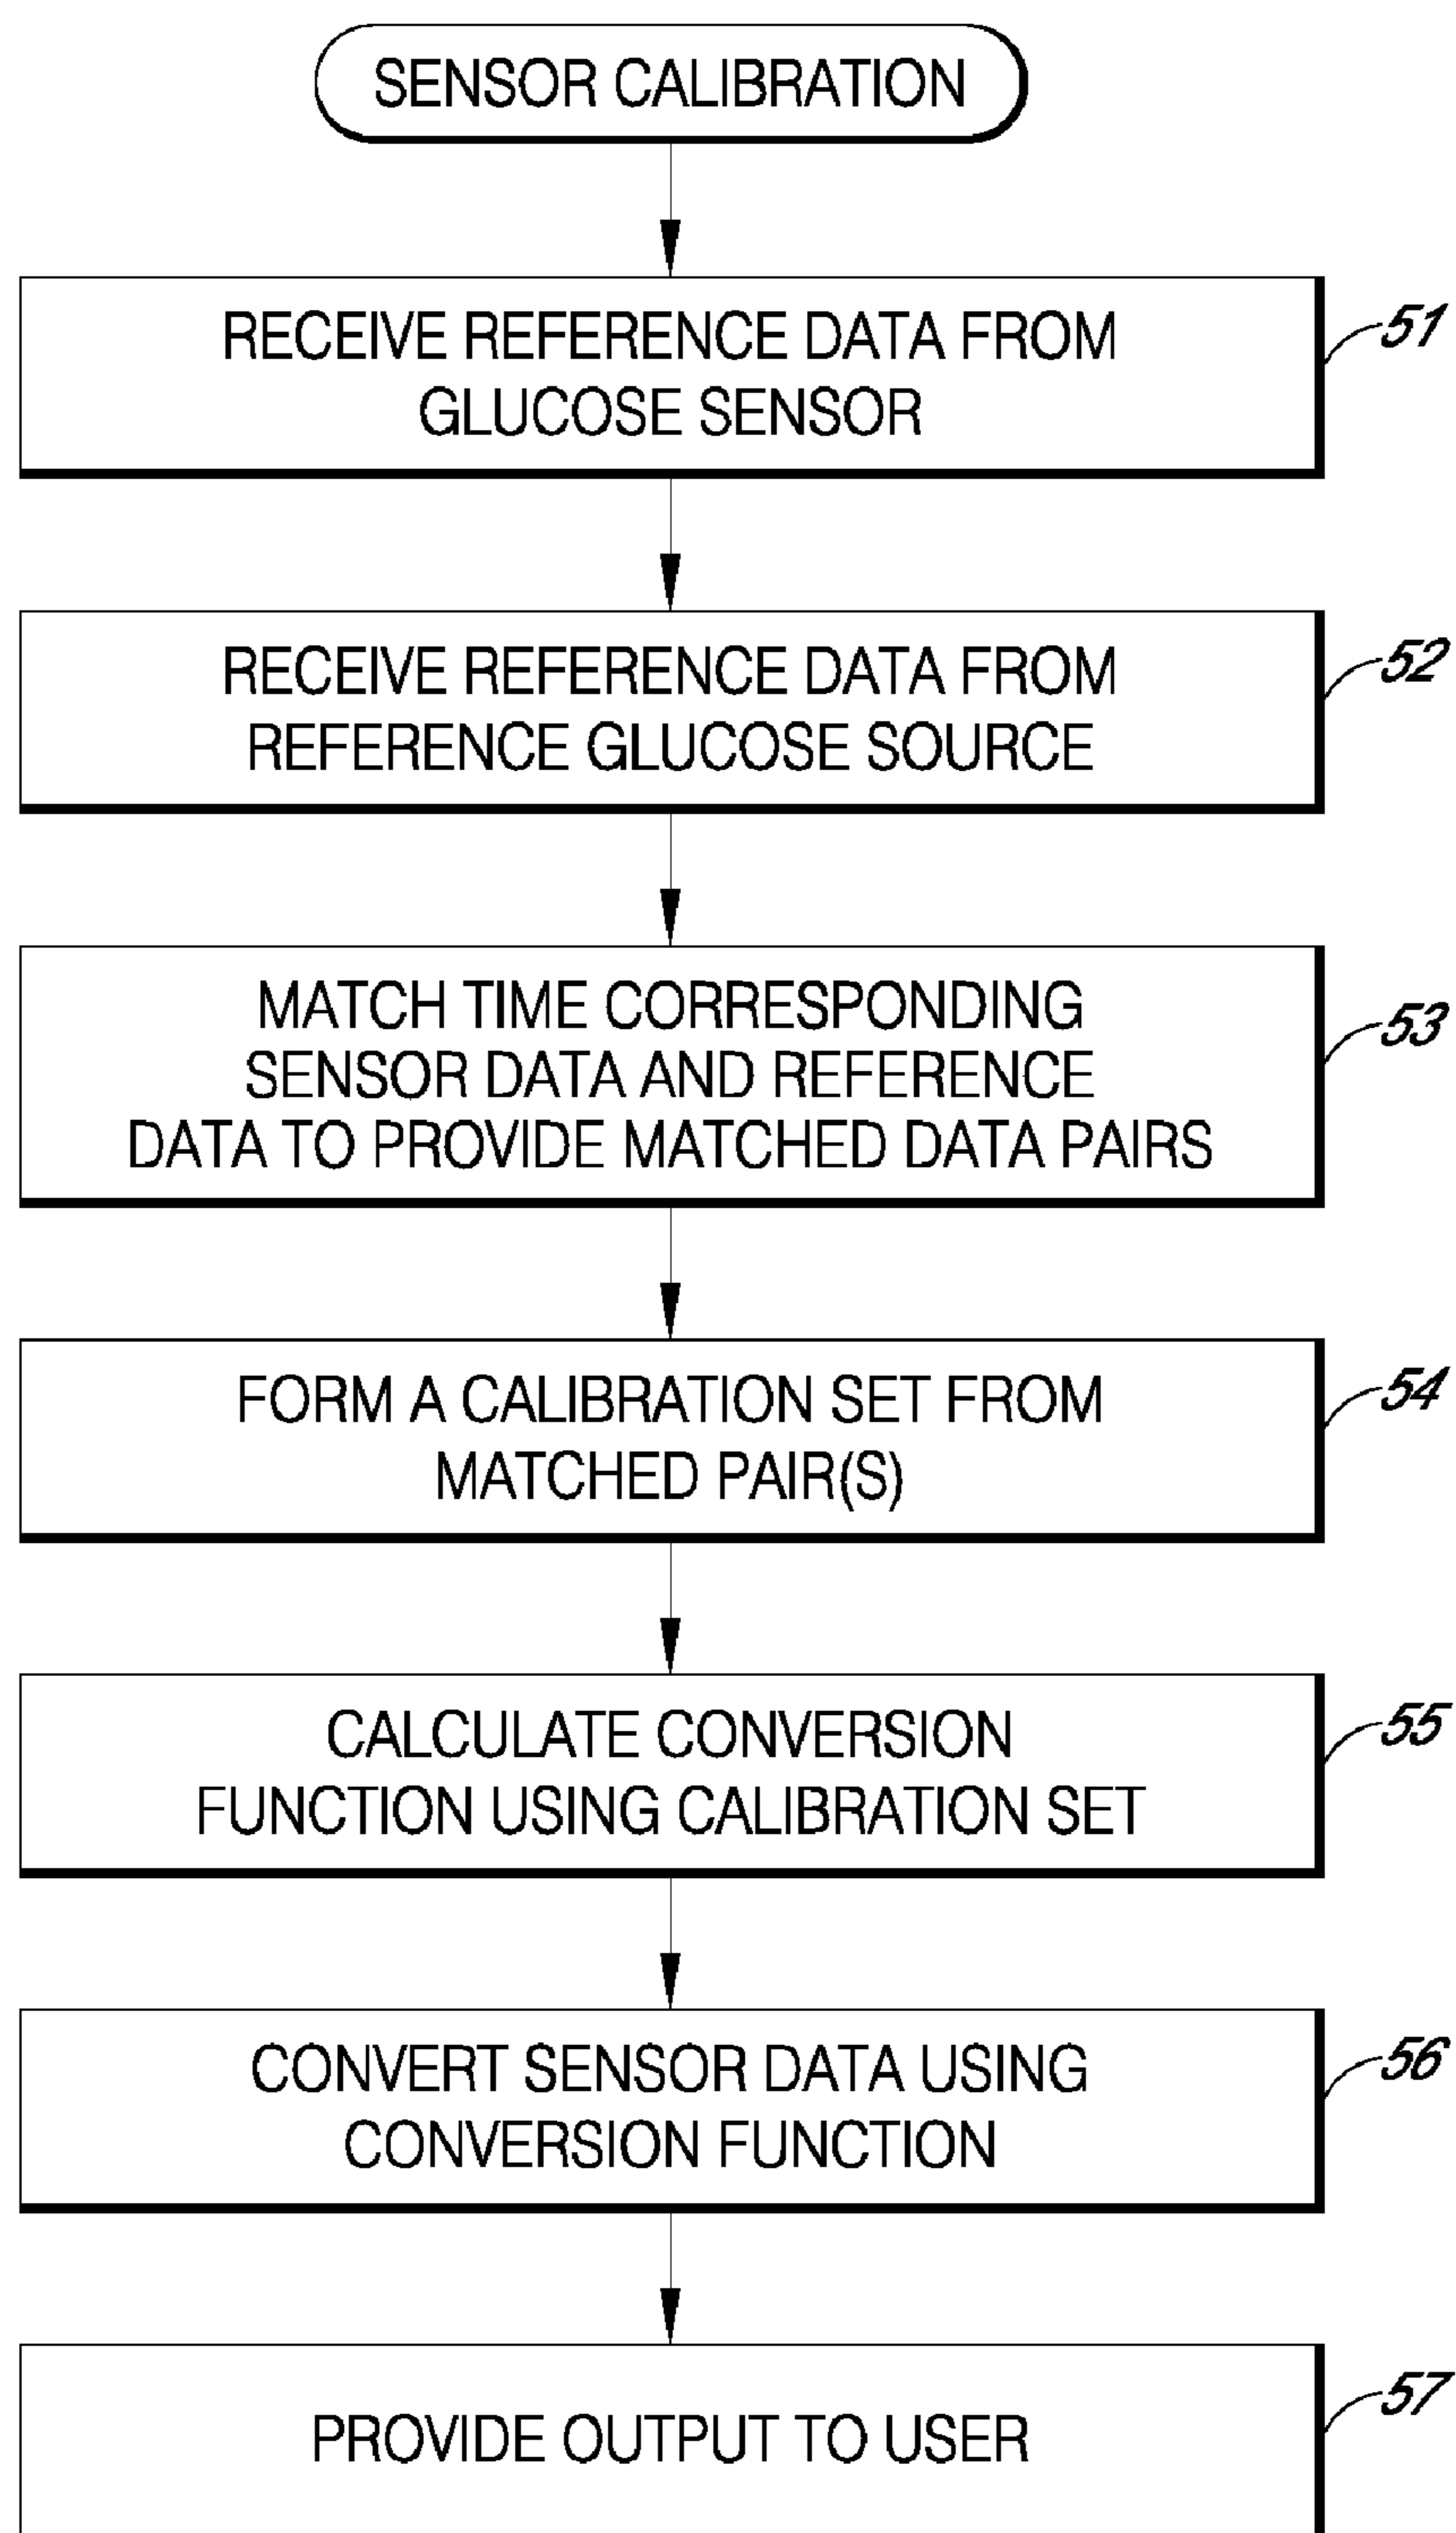 SENSOR CALIBRATION
RECEIVE REFERENCE DATA FROM
GLUCOSE SENSOR
51
RECEIVE REFERENCE DATA FROM
REFERENCE GLUCOSE SOURCE
52
MATCH TIME CORRESPONDING
SENSOR DATA AND REFERENCE
DATA TO PROVIDE MATCHED DATA PAIRS
53
FORM A CALIBRATION SET FROM
MATCHED PAIR(S)
54
CALCULATE CONVERSION
FUNCTION USING CALIBRATION SET
55
CONVERT SENSOR DATA USING
CONVERSION FUNCTION
56
PROVIDE OUTPUT TO USER
57